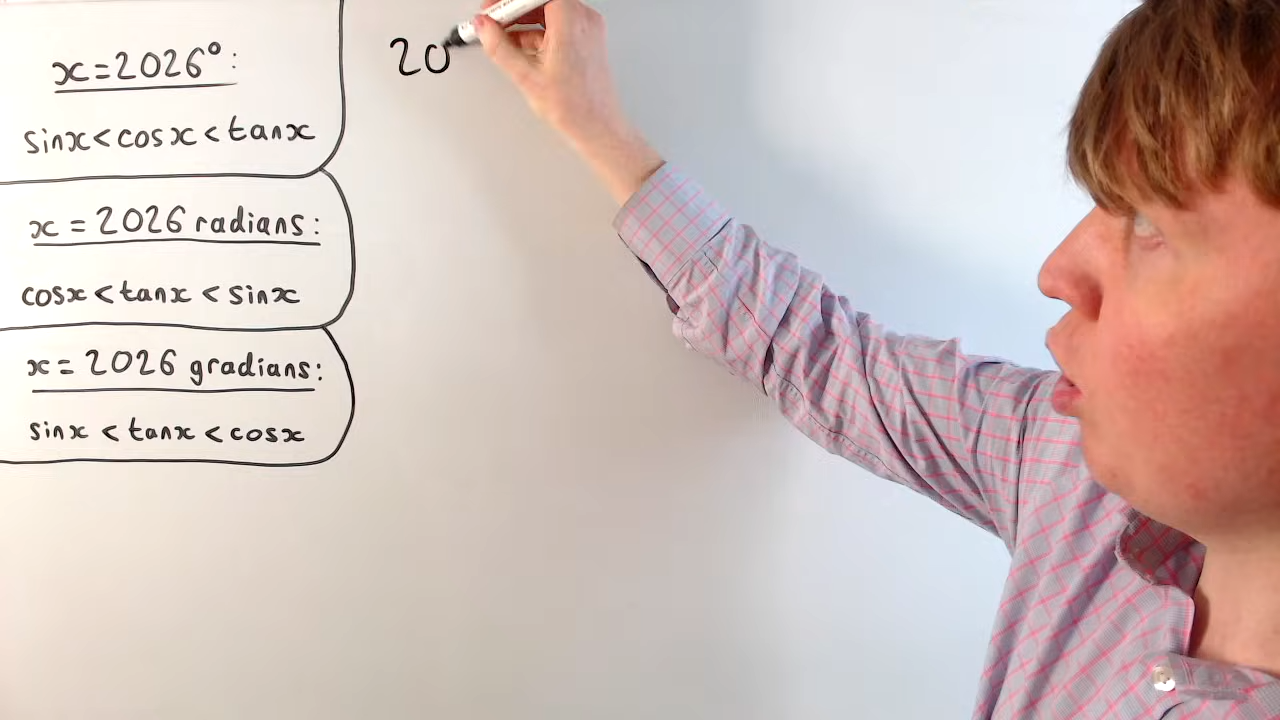 x=2026°:
sinx<cosx<tanx
x = 2026 radians:
cosx <tanx < sinx
x= 2026 gradians:
sinx < tanx < cosx
20